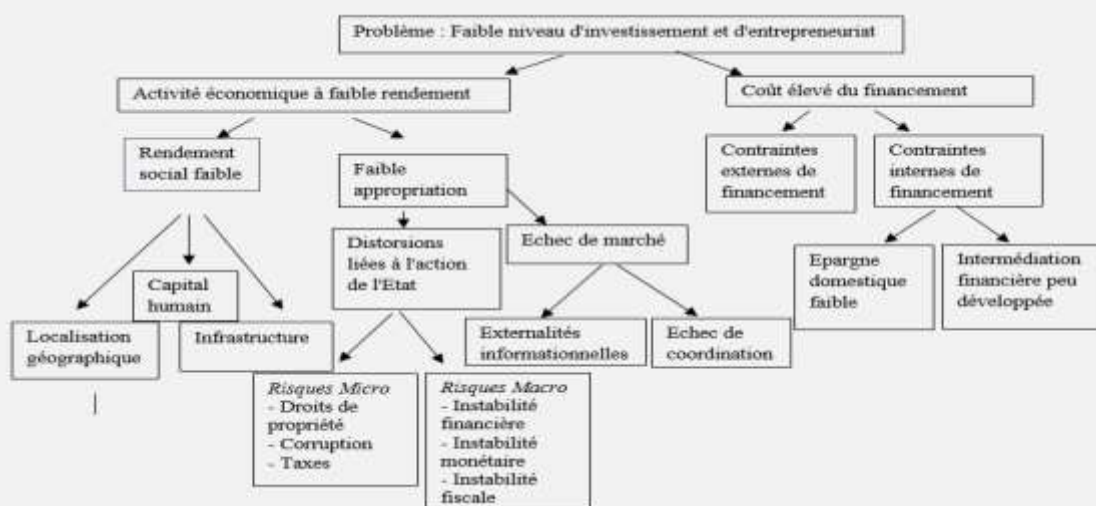 Problème : Faible niveau d'investissement et d'entrepreneuriat
Activité économique à faible rendement
Coût élevé du financement
Rendement
social faible
Faible
appropriation
Contraintes
externes de
financement
Contraintes
internes de
financement
Capital
humain
Localisation
géographique
Infrastructure
Distorsions
liées à l'action
de l'Etat
Echec de marché
Epargne
domestique
faible
Intermédiation
financière peu
développée
Externalités
informationnelles
Echec de
coordination
Risques Micro
- Droits de
propriété
- Corruption
- Taxes
Risques Macro
- Instabilité
financière
- Instabilité
monétaire
- Instabilité
fiscale